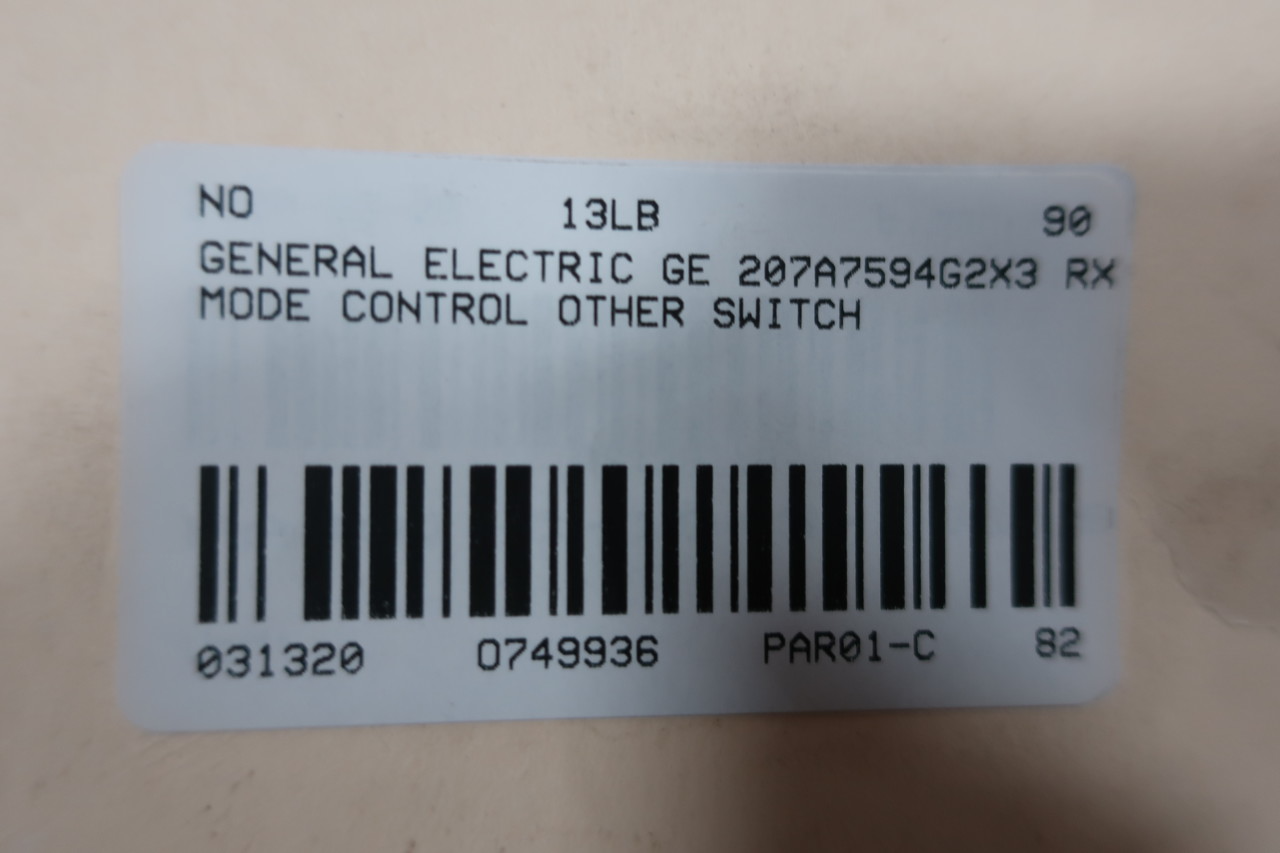 NO 13LB 90
GENERAL ELECTRIC GE 207A7594G2X3 RX
MODE CONTROL OTHER SWITCH
031320 0749936 PAR01-C 82